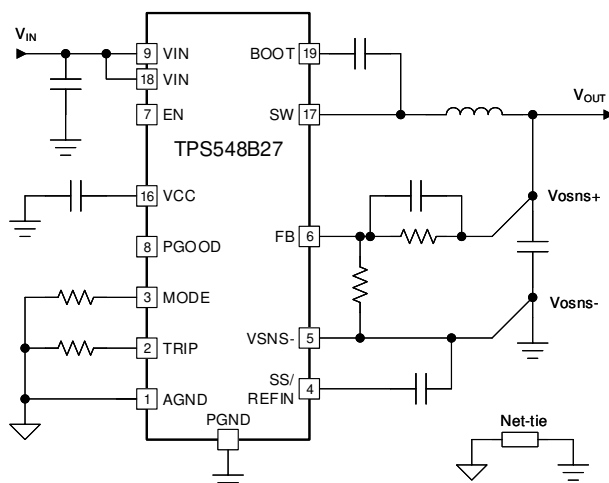 VIN
9
VIN
BOOT
19
18
VIN
7
EN
SW
17
VOUT
TPS548B27
16
VCC
Vosns+
FB
6
8
PGOOD
3
MODE
Vosns-
2
TRIP
VSNS-
5
SS/
REFIN
4
1
AGND
PGND
Net-tie